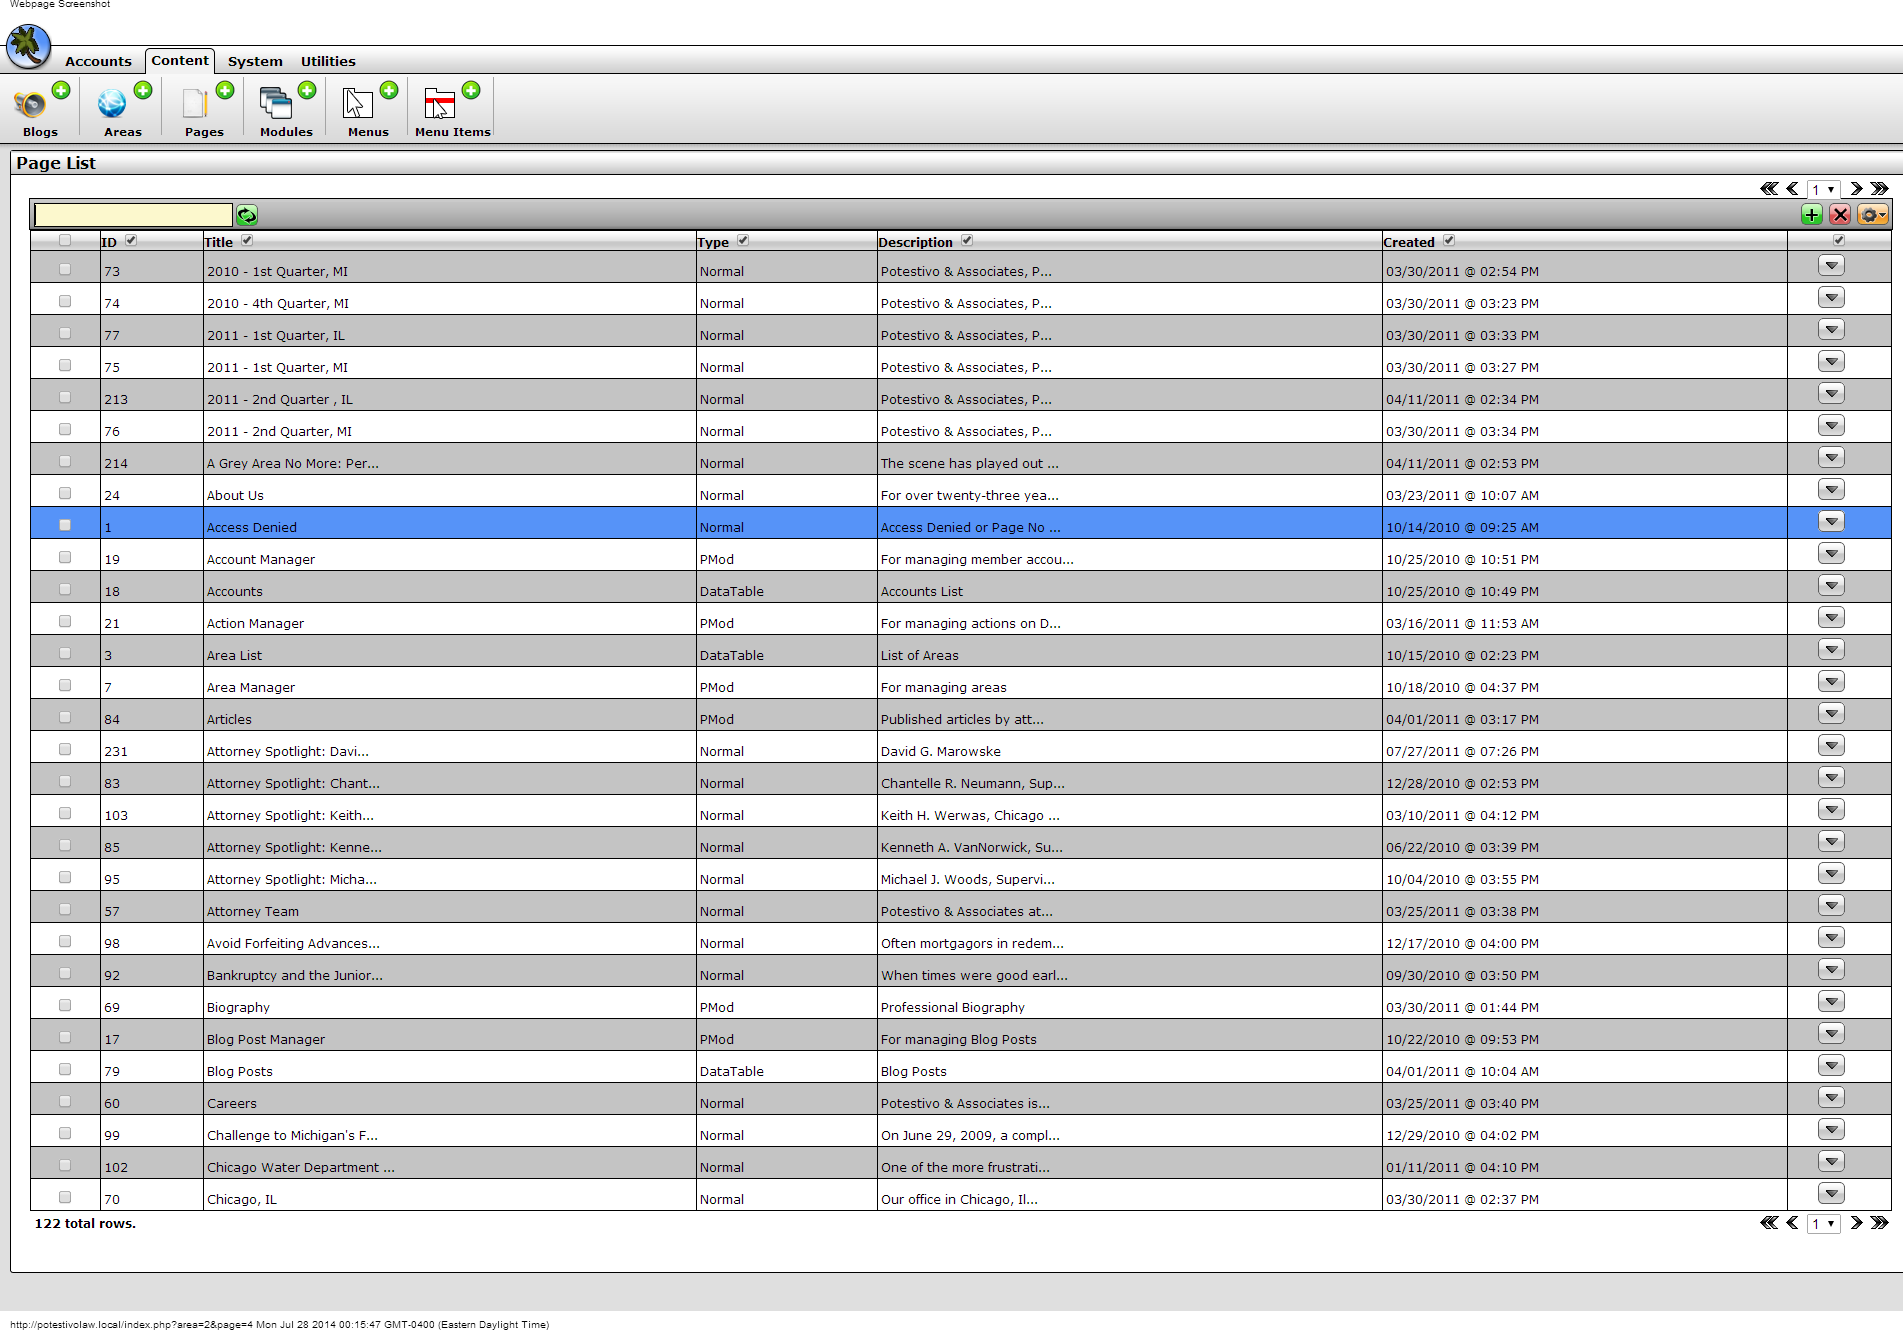 Webpage Screenshot
Accounts Content System Utilities
Blogs Areas Pages Modules Menus Menu Items
Page List
1
ID Title Type Description Created
73 2010 - 1st Quarter, MI Normal Potestivo & Associates, P... 03/30/2011 @ 02:54 PM
74 2010 - 4th Quarter, MI Normal Potestivo & Associates, P... 03/30/2011 @ 03:23 PM
77 2011 - 1st Quarter, IL Normal Potestivo & Associates, P... 03/30/2011 @ 03:33 PM
75 2011 - 1st Quarter, MI Normal Potestivo & Associates, P... 03/30/2011 @ 03:27 PM
213 2011 - 2nd Quarter , IL Normal Potestivo & Associates, P... 04/11/2011 @ 02:34 PM
76 2011 - 2nd Quarter, MI Normal Potestivo & Associates, P... 03/30/2011 @ 03:34 PM
214 A Grey Area No More: Per... Normal The scene has played out ... 04/11/2011 @ 02:53 PM
24 About Us Normal For over twenty-three yea... 03/23/2011 @ 10:07 AM
1 Access Denied Normal Access Denied or Page No ... 10/14/2010 @ 09:25 AM
19 Account Manager PMod For managing member accou... 10/25/2010 @ 10:51 PM
18 Accounts DataTable Accounts List 10/25/2010 @ 10:49 PM
21 Action Manager PMod For managing actions on D... 03/16/2011 @ 11:53 AM
3 Area List DataTable List of Areas 10/15/2010 @ 02:23 PM
7 Area Manager PMod For managing areas 10/18/2010 @ 04:37 PM
84 Articles PMod Published articles by att... 04/01/2011 @ 03:17 PM
231 Attorney Spotlight: Davi... Normal David G. Marowske 07/27/2011 @ 07:26 PM
83 Attorney Spotlight: Chant... Normal Chantelle R. Neumann, Sup... 12/28/2010 @ 02:53 PM
103 Attorney Spotlight: Keith... Normal Keith H. Werwas, Chicago ... 03/10/2011 @ 04:12 PM
85 Attorney Spotlight: Kenne... Normal Kenneth A. VanNorwick, Su... 06/22/2010 @ 03:39 PM
95 Attorney Spotlight: Micha... Normal Michael J. Woods, Supervi... 10/04/2010 @ 03:55 PM
57 Attorney Team Normal Potestivo & Associates at... 03/25/2011 @ 03:38 PM
98 Avoid Forfeiting Advances... Normal Often mortgagors in redem... 12/17/2010 @ 04:00 PM
92 Bankruptcy and the Junior... Normal When times were good earl... 09/30/2010 @ 03:50 PM
69 Biography PMod Professional Biography 03/30/2011 @ 01:44 PM
17 Blog Post Manager PMod For managing Blog Posts 10/22/2010 @ 09:53 PM
79 Blog Posts DataTable Blog Posts 04/01/2011 @ 10:04 AM
60 Careers Normal Potestivo & Associates is... 03/25/2011 @ 03:40 PM
99 Challenge to Michigan's F... Normal On June 29, 2009, a compl... 12/29/2010 @ 04:02 PM
102 Chicago Water Department ... Normal One of the more frustrati... 01/11/2011 @ 04:10 PM
70 Chicago, IL Normal Our office in Chicago, Il... 03/30/2011 @ 02:37 PM
122 total rows. 1
http://potestivolaw.local/index.php?area=2&page=4 Mon Jul 28 2014 00:15:47 GMT-0400 (Eastern Daylight Time)